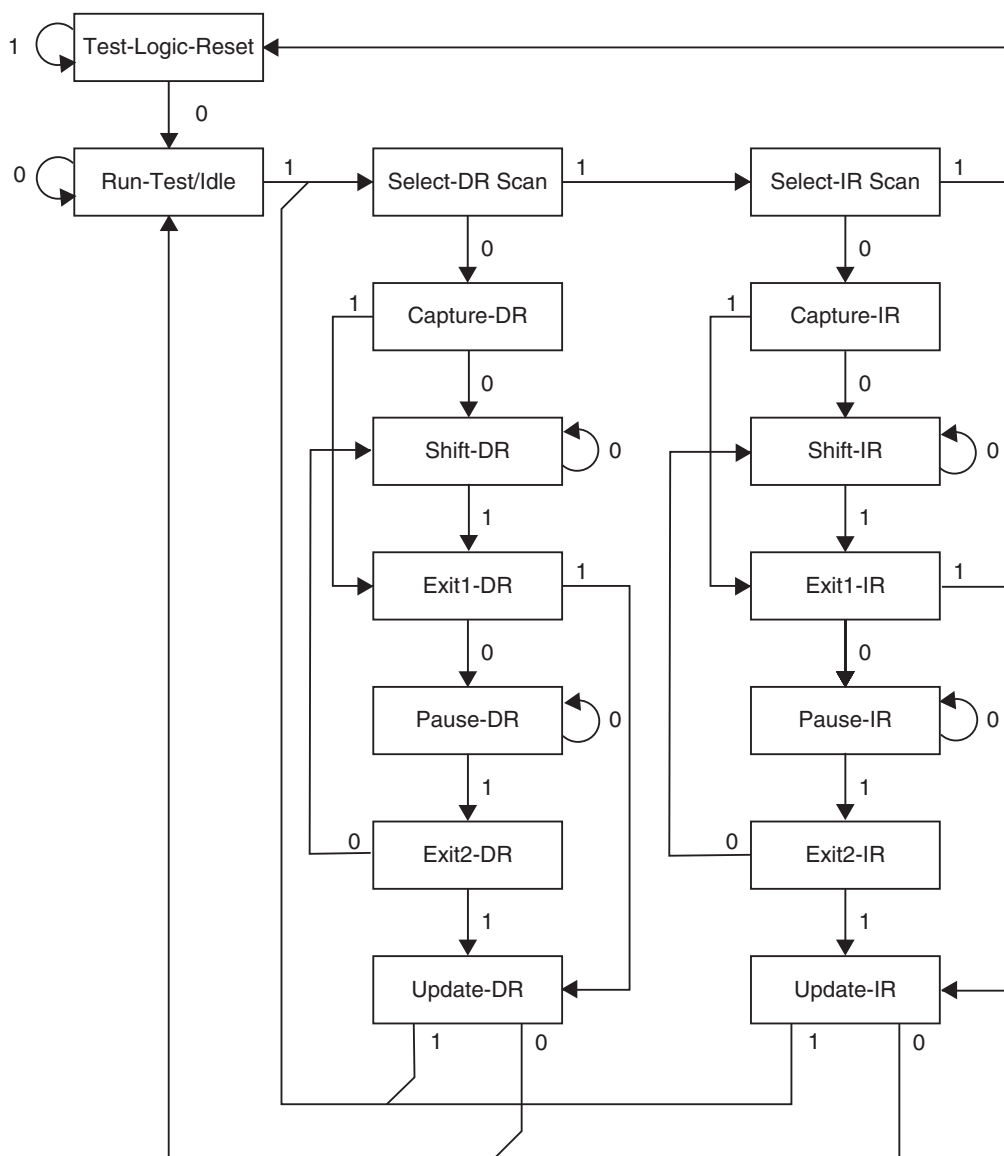 1 Test-Logic-Reset
0
0 Run-Test/Idle 1 Select-DR Scan 1 Select-IR Scan 1
0 0
1 Capture-DR 1 Capture-IR
0 0
Shift-DR 0 Shift-IR 0
1 1
Exit1-DR 1 Exit1-IR 1
0 0
Pause-DR 0 Pause-IR 0
1 1
0 Exit2-DR 0 Exit2-IR
1 1
Update-DR Update-IR
1 0 1 0